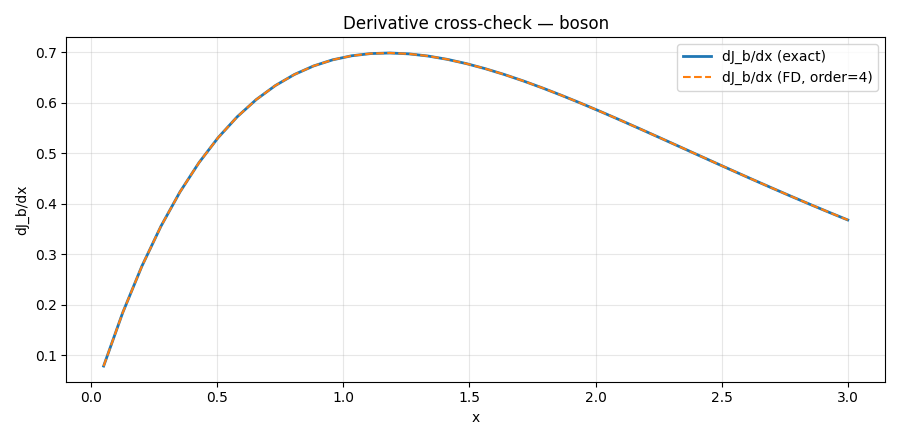 Derivative cross-check — boson
dJ_b/dx (exact)
dJ_b/dx (FD, order=4)
dJ_b/dx
0.7
0.6
0.5
0.4
0.3
0.2
0.1
0.0 0.5 1.0 1.5 2.0 2.5 3.0
x